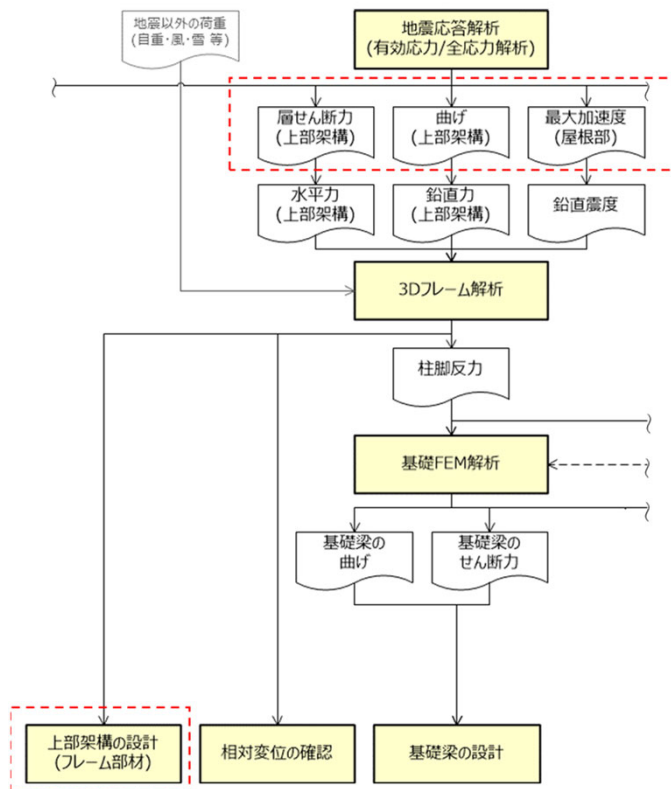 地震以外の荷重
(自重・風・雪 等)
地震応答解析
(有効応力/全応力解析)
層せん断力
(上部架構)
曲げ
(上部架構)
最大加速度
(屋根部)
水平力
(上部架構)
鉛直力
(上部架構)
鉛直震度
3Dフレーム解析
柱脚反力
基礎FEM解析
基礎梁の
曲げ
基礎梁の
せん断力
上部架構の設計
(フレーム部材)
相対変位の確認
基礎梁の設計